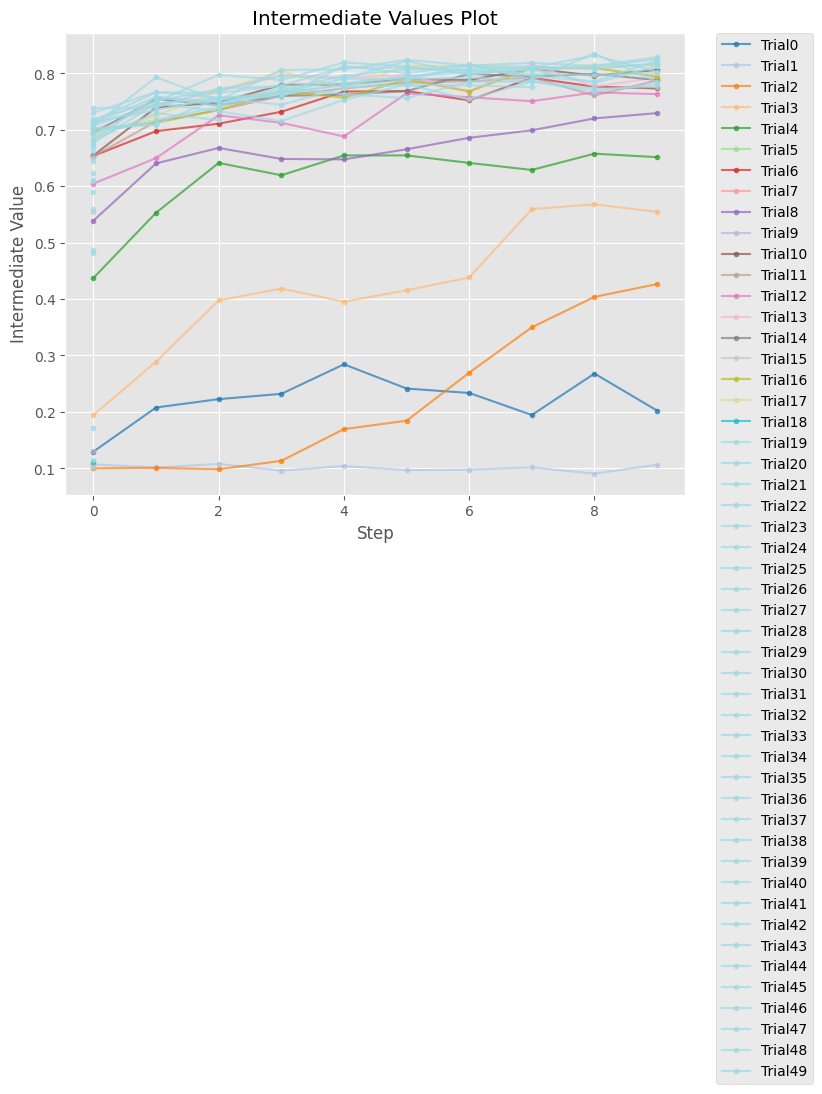 Intermediate Values Plot
Intermediate Value
0.8
0.7
0.6
0.5
0.4
0.3
0.2
0.1
0 2 4 6 8
Step
Trial0
Trial1
Trial2
Trial3
Trial4
Trial5
Trial6
Trial7
Trial8
Trial9
Trial10
Trial11
Trial12
Trial13
Trial14
Trial15
Trial16
Trial17
Trial18
Trial19
Trial20
Trial21
Trial22
Trial23
Trial24
Trial25
Trial26
Trial27
Trial28
Trial29
Trial30
Trial31
Trial32
Trial33
Trial34
Trial35
Trial36
Trial37
Trial38
Trial39
Trial40
Trial41
Trial42
Trial43
Trial44
Trial45
Trial46
Trial47
Trial48
Trial49